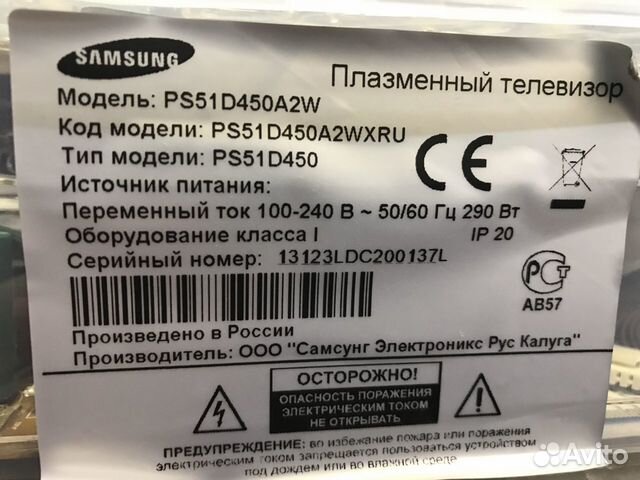 SAMSUNG
Плазменный телевизор
Модель: PS51D450A2W
Код модели: PS51D450A2WXRU
Тип модели: PS51D450
Источник питания:
Переменный ток 100-240 В ~ 50/60 Гц 290 Вт
Оборудование класса I IP 20
Серийный номер: 13123LDC200137L
АВ57
Произведено в России
Производитель: ООО "Самсунг Электроникс Рус Калуга"
ОСТОРОЖНО!
ОПАСНОСТЬ ПОРАЖЕНИЯ
ЭЛЕКТРИЧЕСКИМ ТОКОМ
НЕ ОТКРЫВАТЬ
ПРЕДУПРЕЖДЕНИЕ: во избежание пожара или поражения
электрическим током не пользоваться устройством
под дождем или во влажной среде
Avito